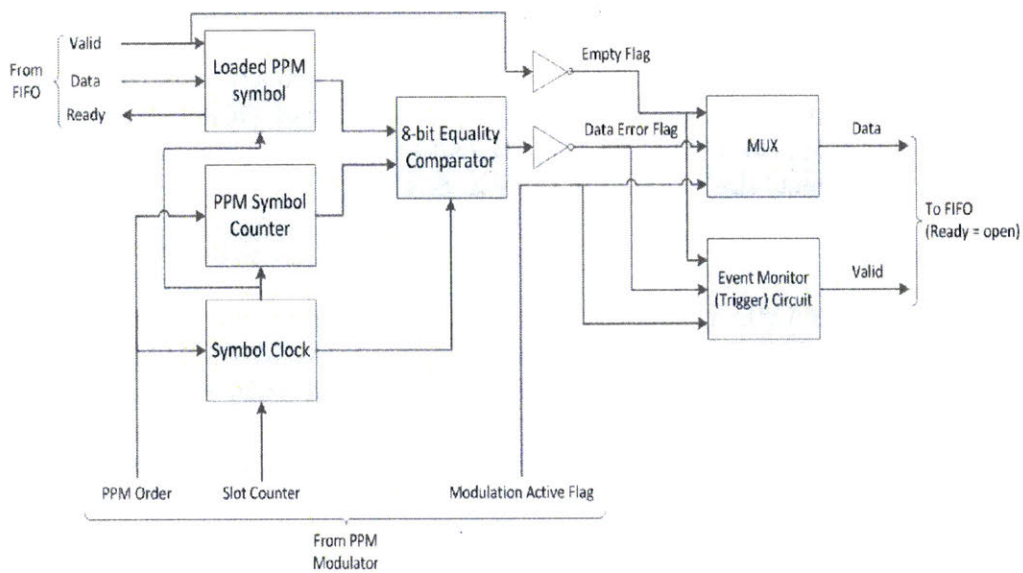 From
FIFO
Valid
Data
Ready
Loaded PPM
symbol
PPM Symbol
Counter
Symbol Clock
8-bit Equality
Comparator
Empty Flag
Data Error Flag
MUX
Event Monitor
(Trigger) Circuit
Data
Valid
To FIFO
(Ready = open)
PPM Order
Slot Counter
Modulation Active Flag
From PPM
Modulator